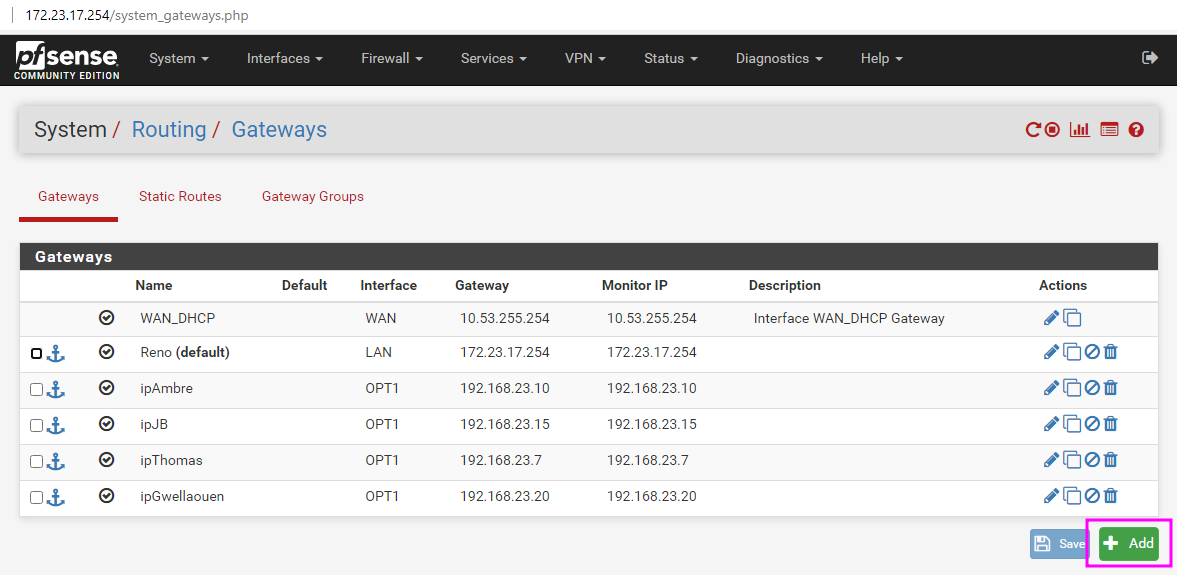 172.23.17.254/system_gateways.php
pfsense System Interfaces Firewall Services VPN Status Diagnostics Help
COMMUNITY EDITION
System / Routing / Gateways
Gateways Static Routes Gateway Groups
Gateways
Name Default Interface Gateway Monitor IP Description Actions
WAN_DHCP WAN 10.53.255.254 10.53.255.254 Interface WAN_DHCP Gateway
Reno (default) LAN 172.23.17.254 172.23.17.254
ipAmbre OPT1 192.168.23.10 192.168.23.10
ipJB OPT1 192.168.23.15 192.168.23.15
ipThomas OPT1 192.168.23.7 192.168.23.7
ipGwellaouen OPT1 192.168.23.20 192.168.23.20
Save Add